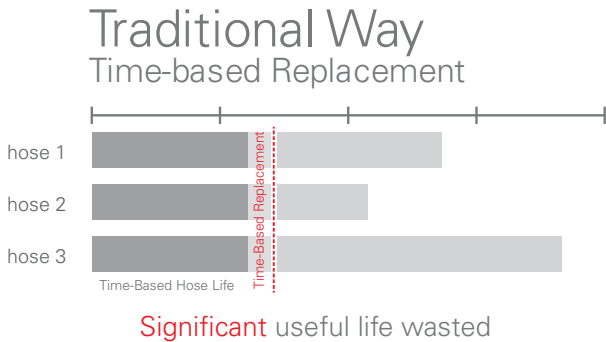 Traditional Way
Time-based Replacement
hose 1
hose 2
hose 3
Time-Based Replacement
Time-Based Hose Life
Significant useful life wasted